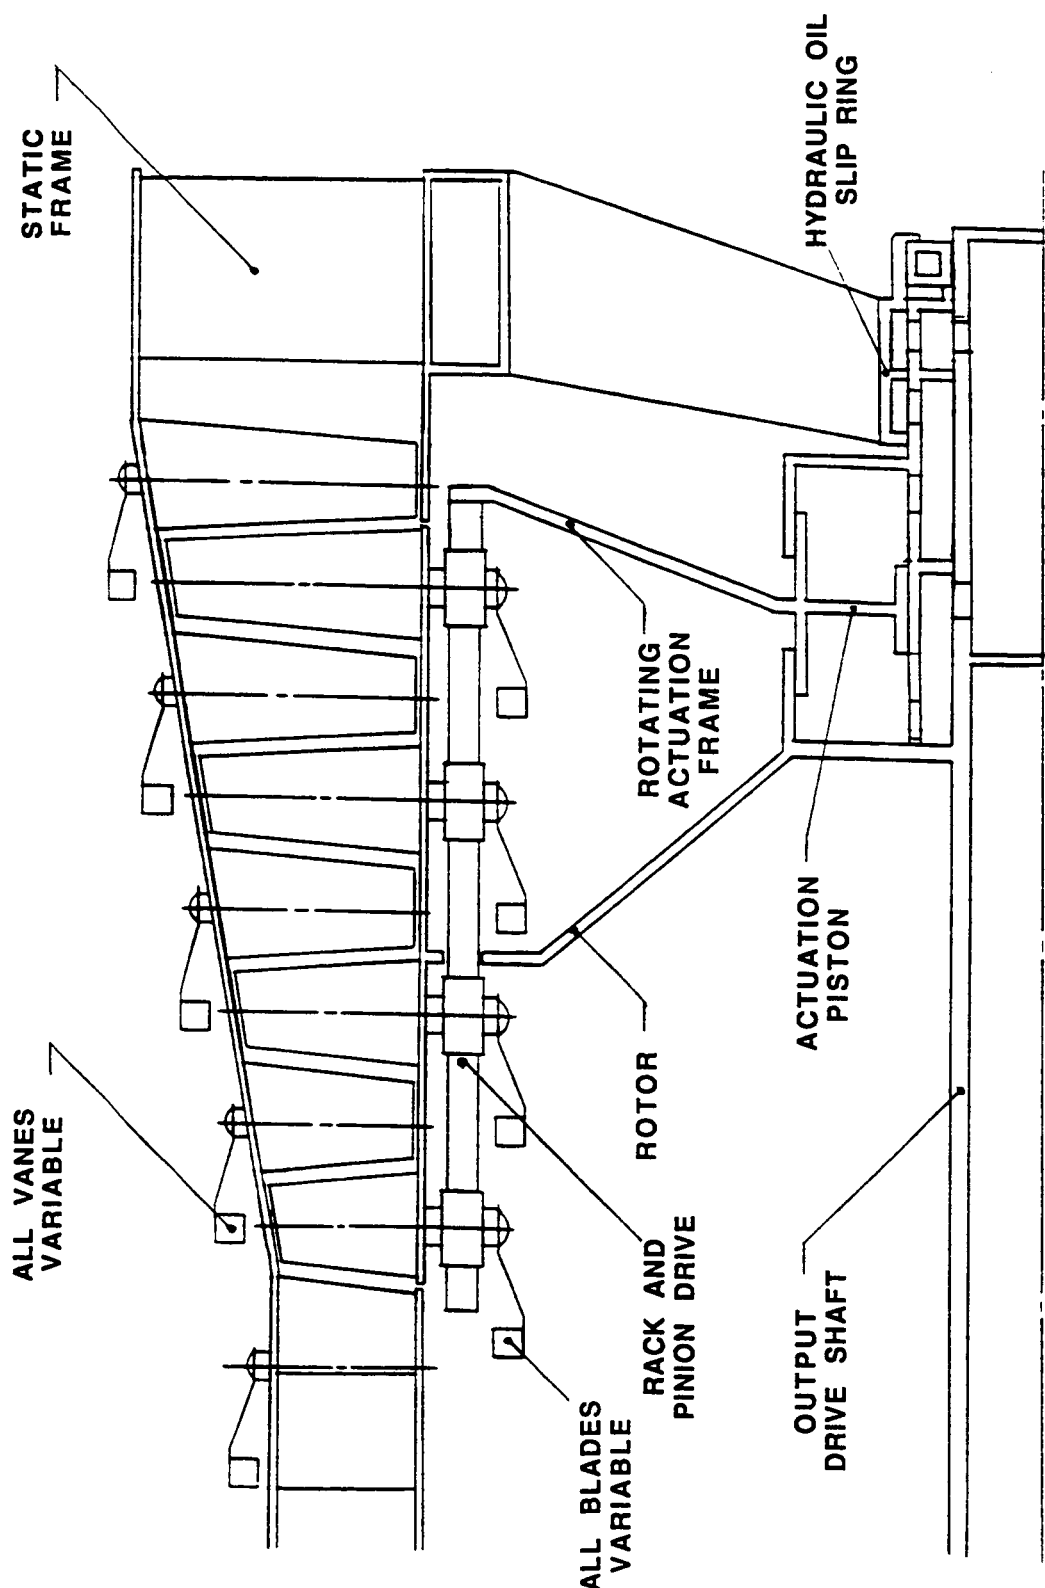 STATIC
FRAME
HYDRAULIC OIL
SLIP RING
ALL VANES
VARIABLE
ROTATING
ACTUATION
FRAME
ACTUATION
PISTON
ROTOR
RACK AND
PINION DRIVE
OUTPUT
DRIVE SHAFT
ALL BLADES
VARIABLE